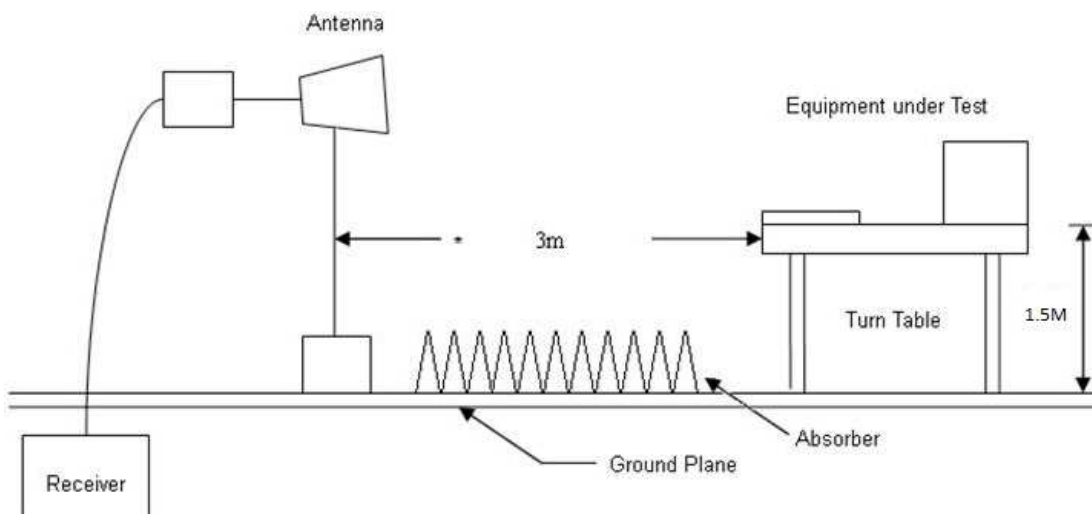 Antenna
Equipment under Test
3m
Turn Table
1.5M
Absorber
Ground Plane
Receiver